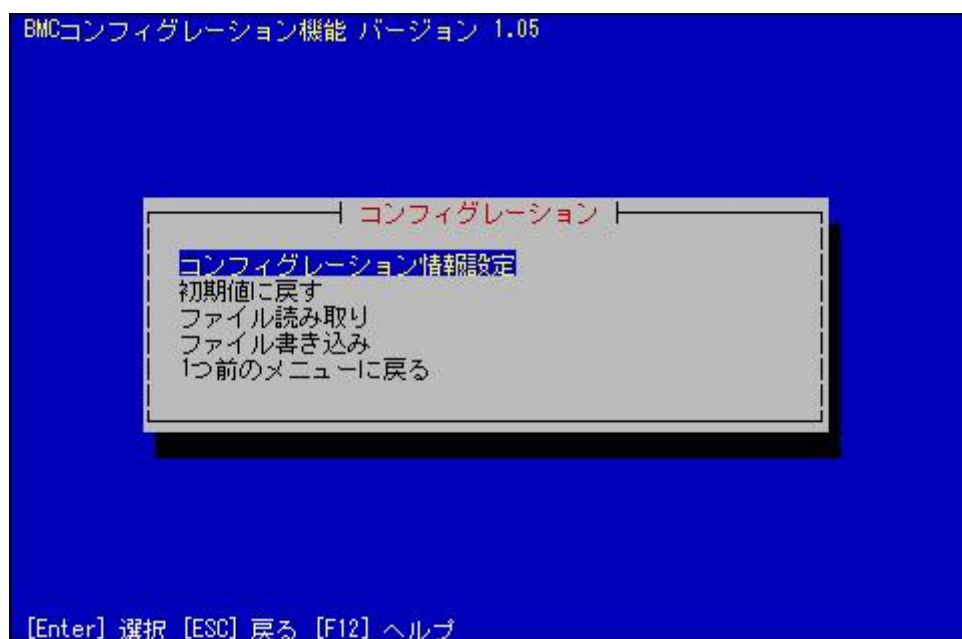 BMCコンフィグレーション機能 バージョン 1.05
コンフィグレーション
コンフィグレーション情報設定
初期値に戻す
ファイル読み取り
ファイル書き込み
1つ前のメニューに戻る
[Enter] 選択 [ESC] 戻る [F12] ヘルプ